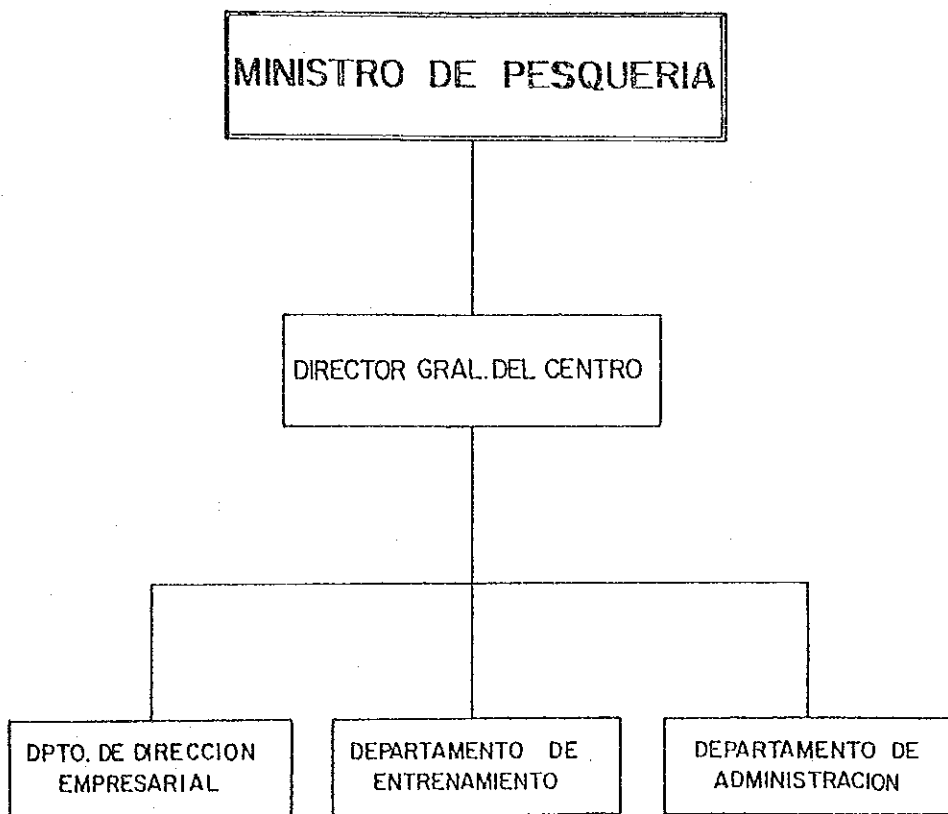 MINISTRO DE PESQUERIA
DIRECTOR GRAL. DEL CENTRO
DPTO. DE DIRECCION
EMPRESARIAL
DEPARTAMENTO DE
ENTRENAMIENTO
DEPARTAMENTO DE
ADMINISTRACION